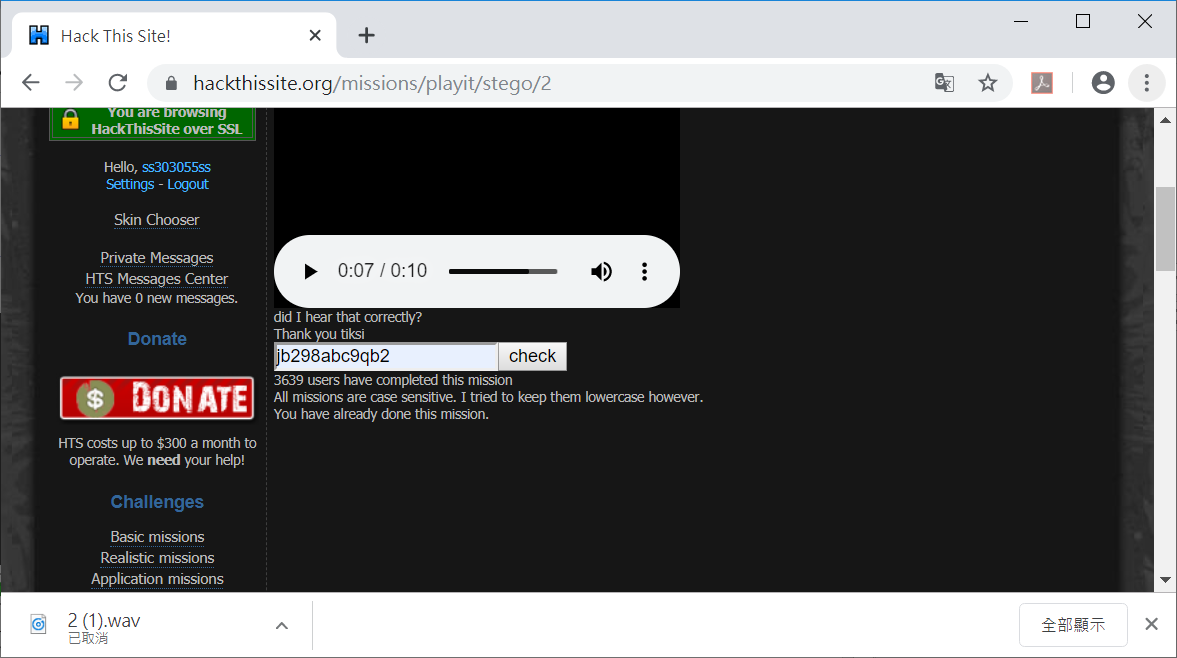 Hack This Site!
hackthissite.org/missions/playit/stego/2
You are browsing
HackThisSite over SSL
Hello, ss303055ss
Settings - Logout
Skin Chooser
Private Messages
HTS Messages Center
You have 0 new messages.
Donate
DONATE
HTS costs up to $300 a month to
operate. We need your help!
Challenges
Basic missions
Realistic missions
Application missions
0:07 / 0:10
did I hear that correctly?
Thank you tiksi
jb298abc9qb2 check
3639 users have completed this mission
All missions are case sensitive. I tried to keep them lowercase however.
You have already done this mission.
2 (1).wav
已取消
全部顯示